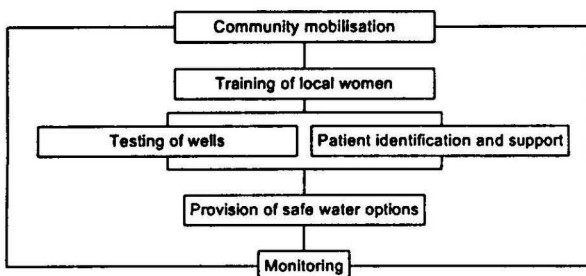 Community mobilisation
Training of local women
Testing of wells
Patient identification and support
Provision of safe water options
Monitoring